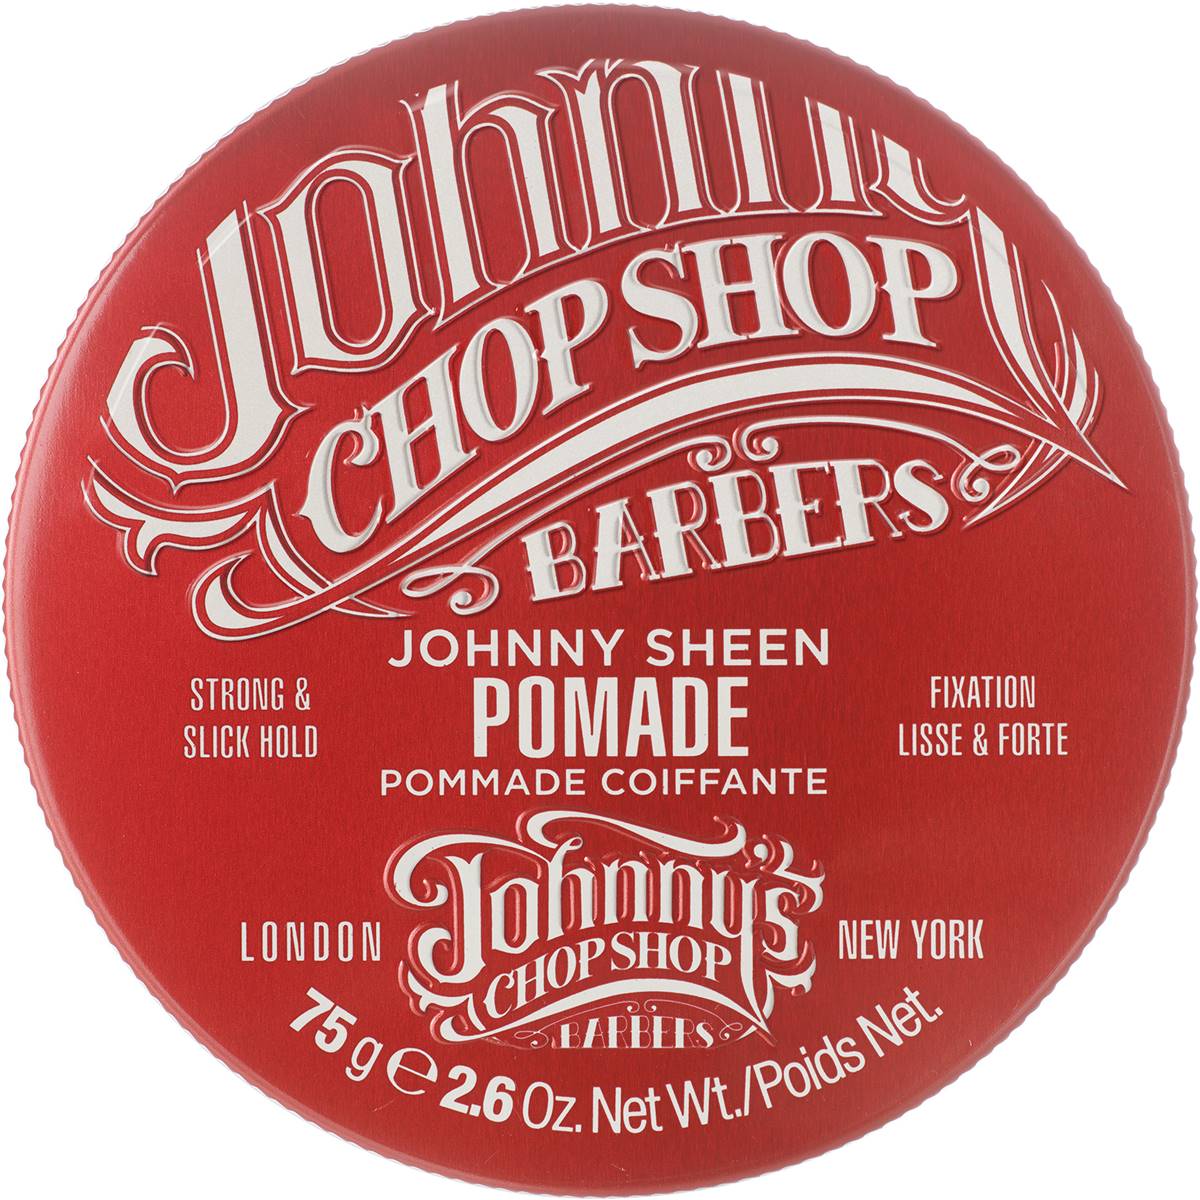 Johnny
CHOP SHOP
BARBERS
JOHNNY SHEEN
POMADE
POMMADE COIFFANTE
STRONG &
SLICK HOLD
FIXATION
LISSE & FORTE
Johnny's
CHOP SHOP
BARBERS
LONDON
NEW YORK
75 g ℮ 2.6 Oz. Net Wt./Poids Net.